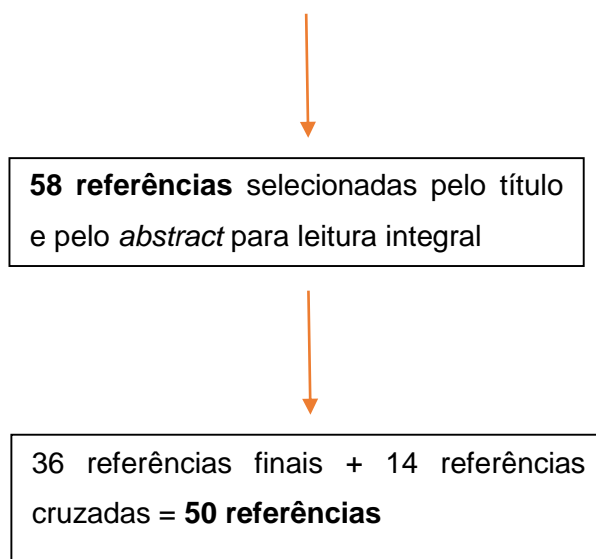 58 referências selecionadas pelo título
e pelo abstract para leitura integral
36 referências finais + 14 referências
cruzadas = 50 referências